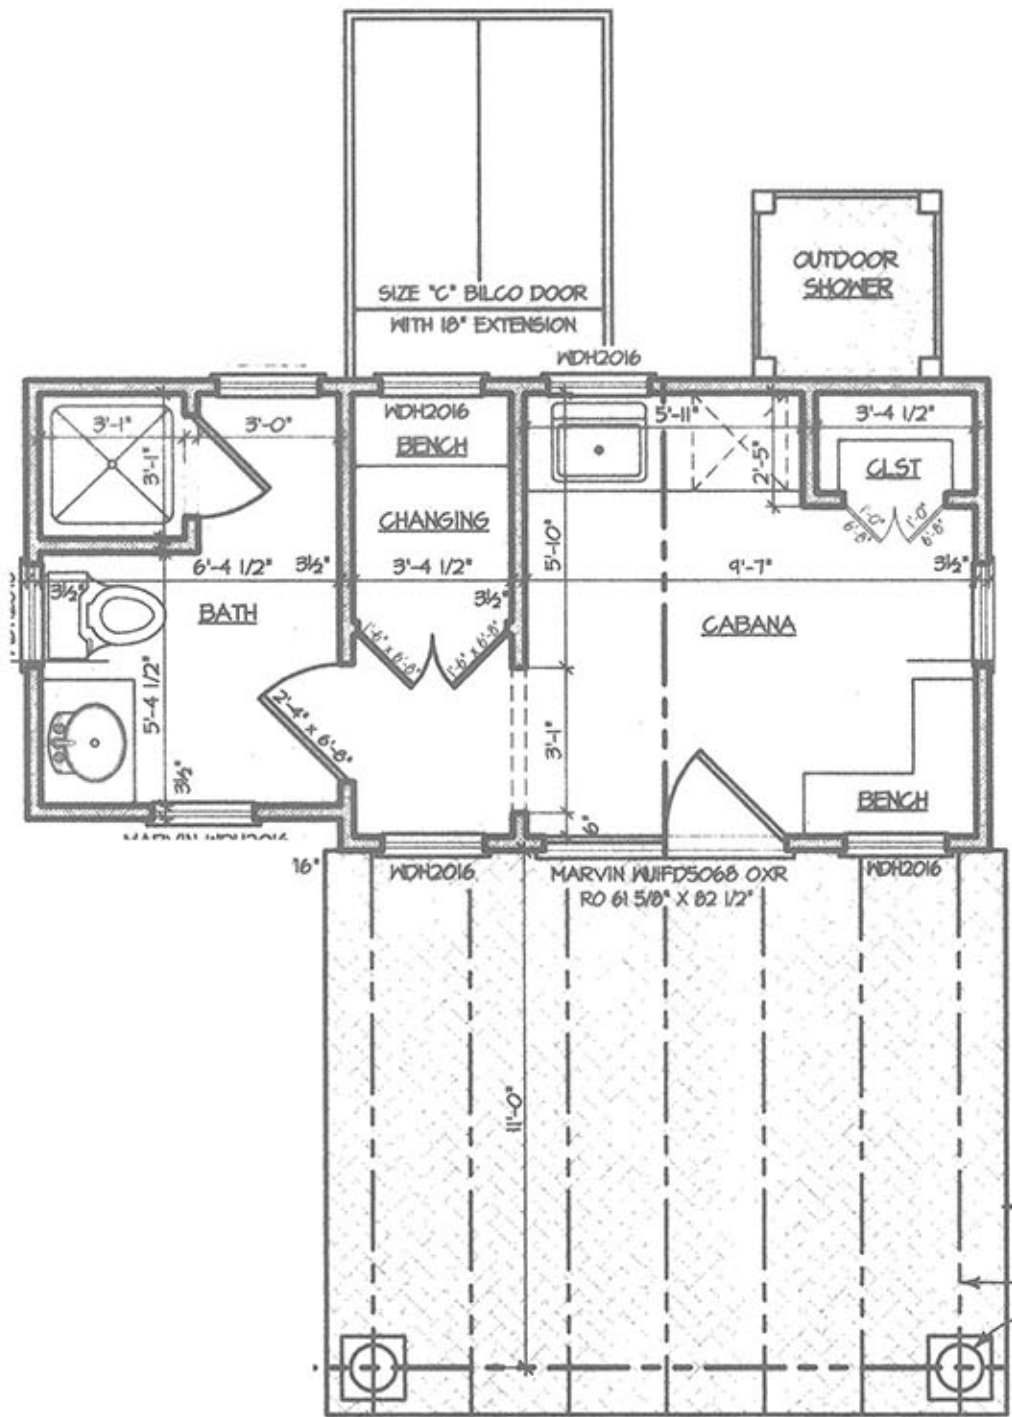 SIZE "C" BILCO DOOR
WITH 18" EXTENSION
OUTDOOR
SHOWER
WDH2016
WDH2016
BENCH
3'-1"
3'-0"
3'-1"
5'-11"
2'-5"
3'-4 1/2"
CLST
1'-0"
6'-8"
1'-0"
6'-8"
CHANGING
5'-10"
6'-4 1/2"
3½"
3'-4 1/2"
3½"
9'-7"
3½"
3½"
BATH
CABANA
1'-6" x 6'-8"
1'-6" x 6'-8"
5'-4 1/2"
2'-4" x 6'-8"
3'-1"
3½"
BENCH
6"
16"
WDH2016
MARVIN WUIFD5068 OXR
RO 61 5/8" X 82 1/2"
WDH2016
11'-0"